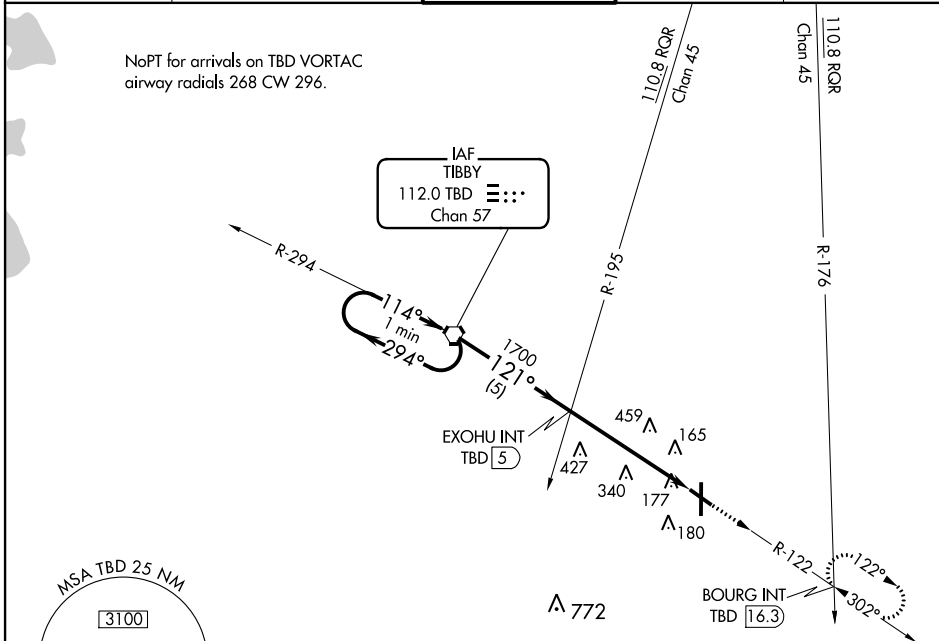 NoPT for arrivals on TBD VORTAC
airway radials 268 CW 296.
110.8 RQR
Chan 45
110.8 RQR
Chan 45
IAF
TIBBY
112.0 TBD
Chan 57
R-294
R-195
R-176
114°
1 min
294°
1700
121°
(5)
EXOHU INT
TBD 5
459
165
427
340
177
180
R-122
122°
302°
BOURG INT
TBD 16.3
772
MSA TBD 25 NM
3100